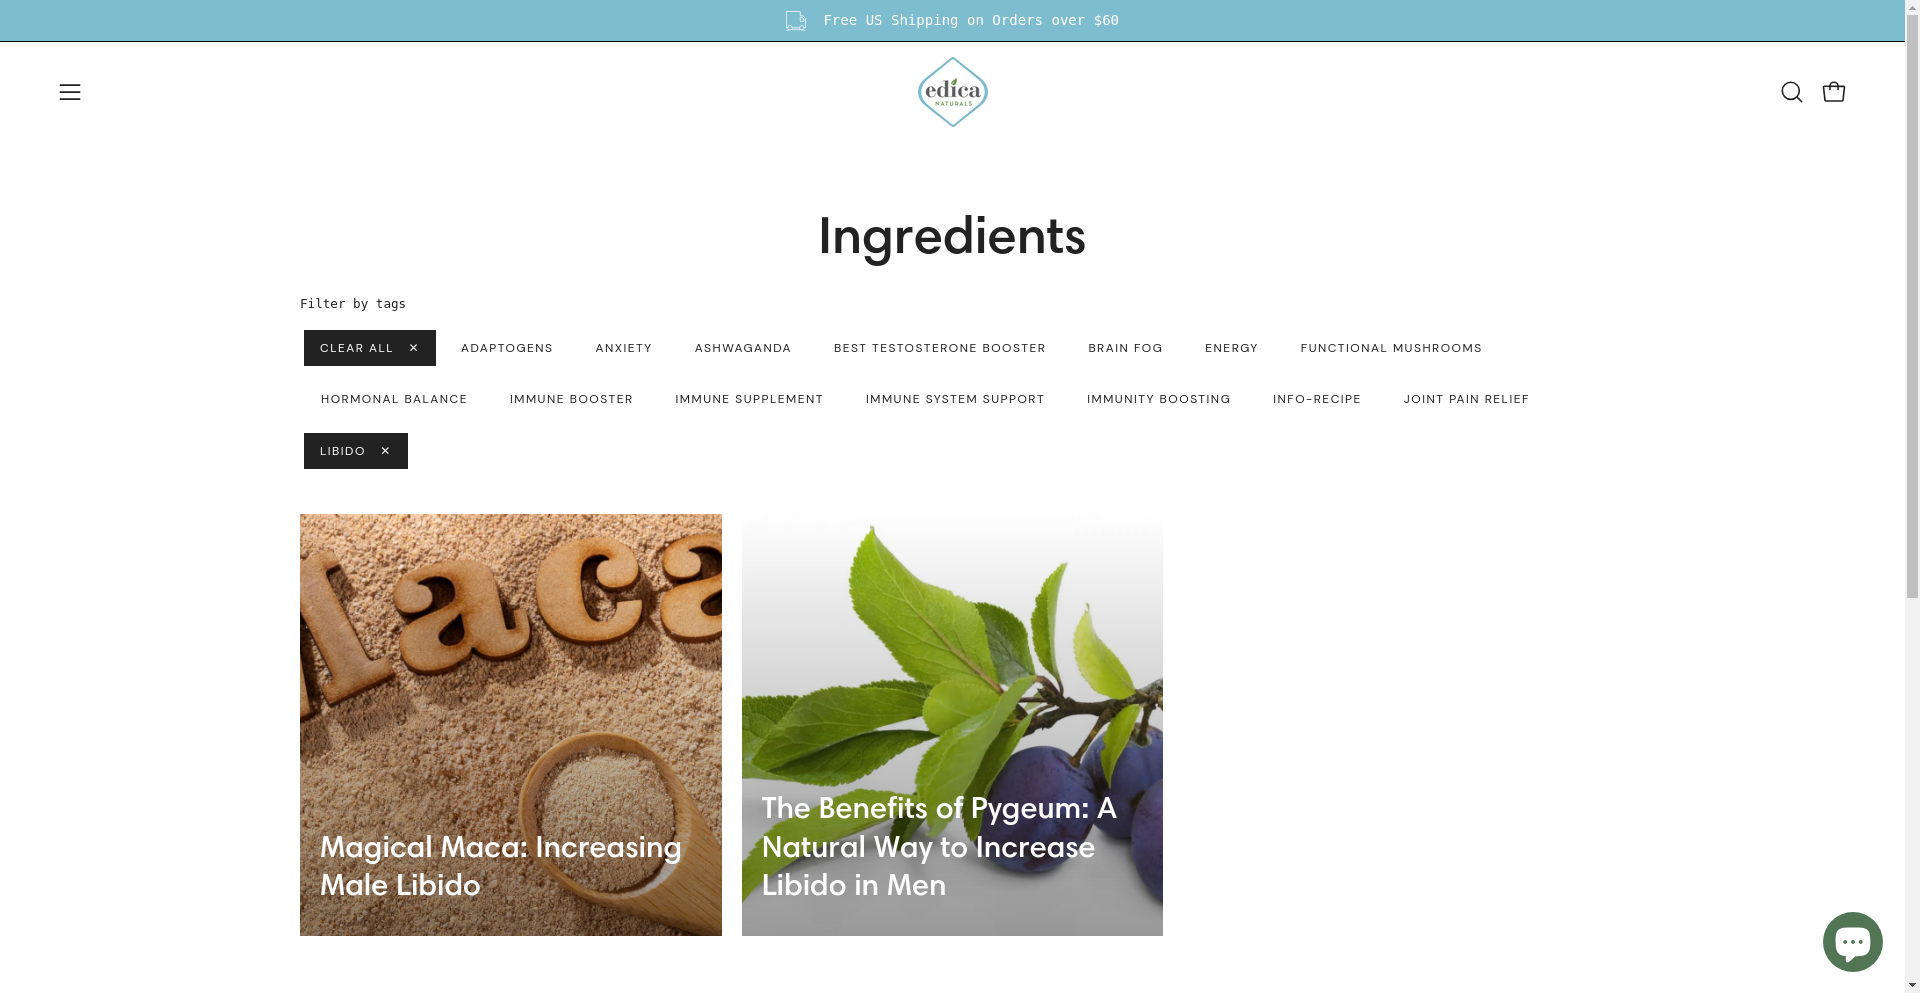 Free US Shipping on Orders over $60
edica
NATURALS
Ingredients
Filter by tags
CLEAR ALL ✕
ADAPTOGENS
ANXIETY
ASHWAGANDA
BEST TESTOSTERONE BOOSTER
BRAIN FOG
ENERGY
FUNCTIONAL MUSHROOMS
HORMONAL BALANCE
IMMUNE BOOSTER
IMMUNE SUPPLEMENT
IMMUNE SYSTEM SUPPORT
IMMUNITY BOOSTING
INFO-RECIPE
JOINT PAIN RELIEF
LIBIDO ✕
aca
Magical Maca: Increasing
Male Libido
The Benefits of Pygeum: A
Natural Way to Increase
Libido in Men